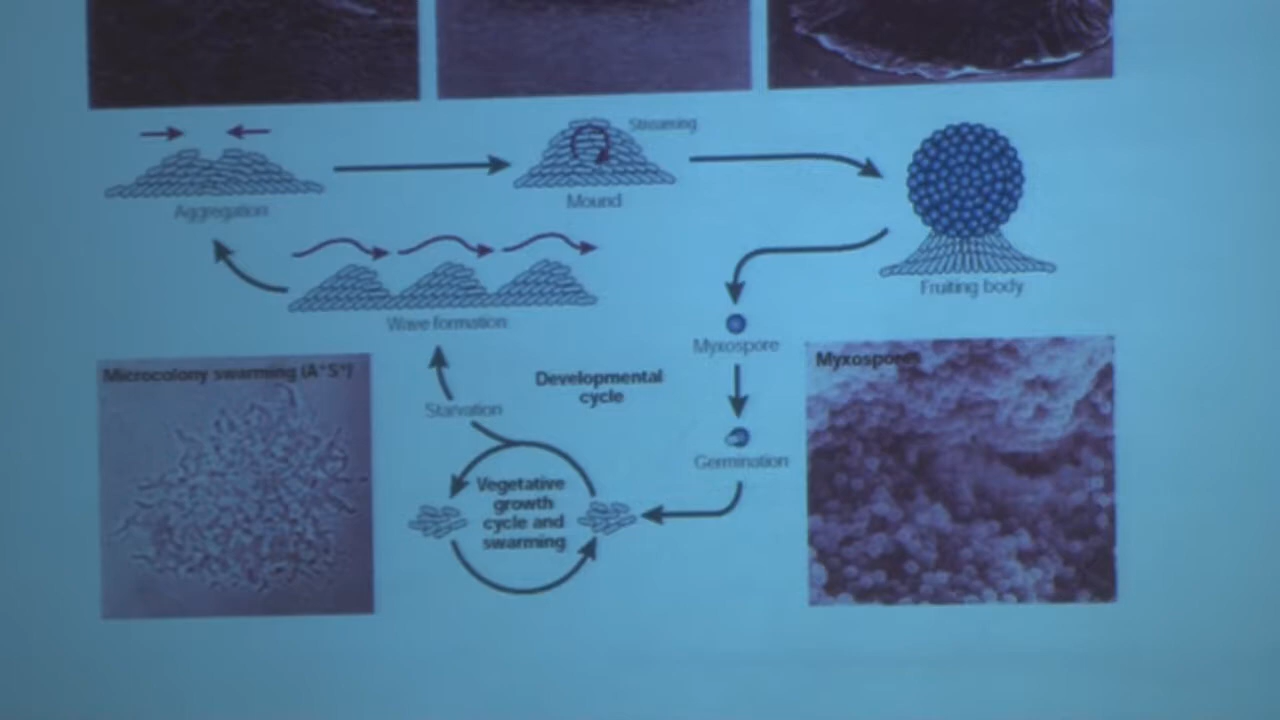 Streaming
Aggregation
Mound
Fruiting body
Wave formation
Myxospore
Microcolony swarming (A⁺S⁺)
Developmental
cycle
Myxospores
Starvation
Germination
Vegetative
growth
cycle and
swarming